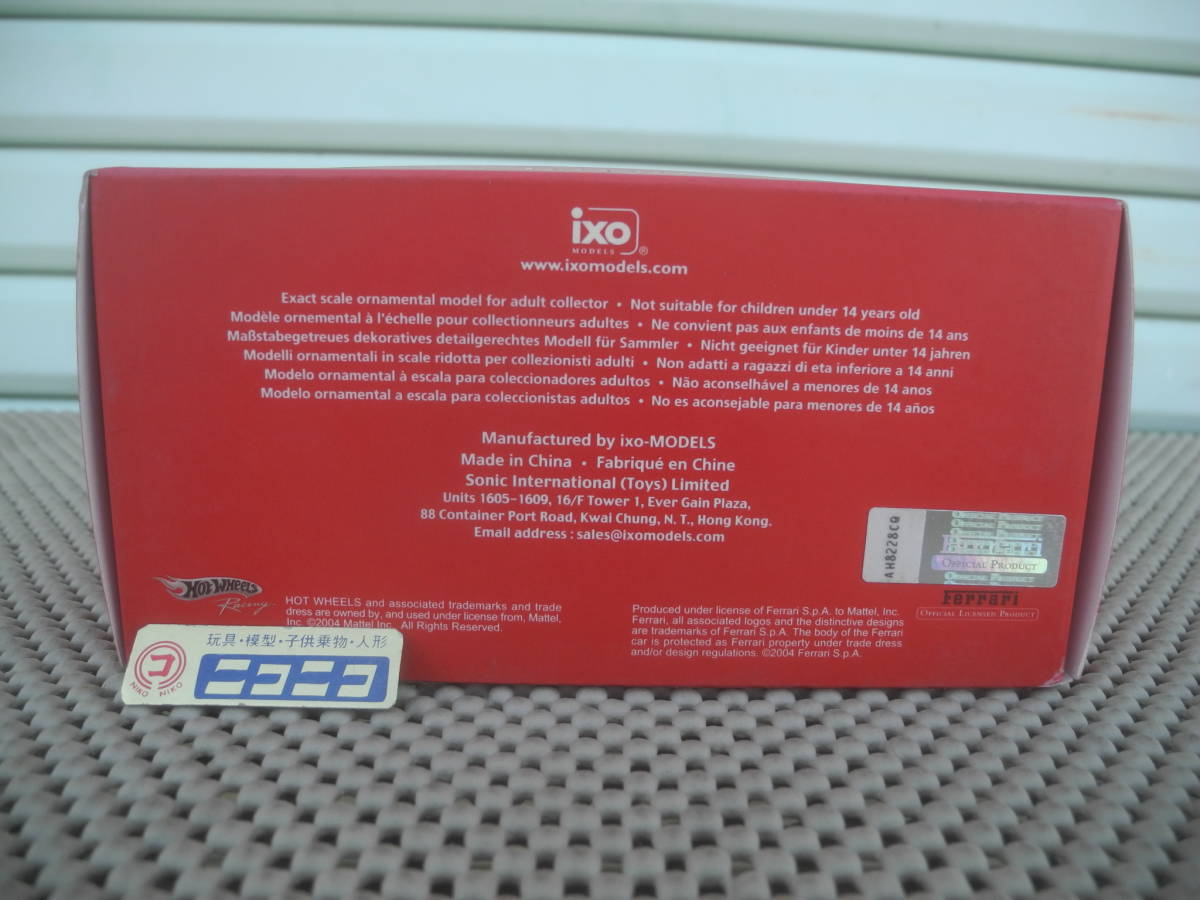 ixo
MODELS ®
www.ixomodels.com
Exact scale ornamental model for adult collector • Not suitable for children under 14 years old
Modèle ornemental à l'échelle pour collectionneurs adultes • Ne convient pas aux enfants de moins de 14 ans
Maßstabegetreues dekoratives detailgerechtes Modell für Sammler • Nicht geeignet für Kinder unter 14 jahren
Modelli ornamentali in scale ridotta per collezionisti adulti • Non adatti a ragazzi di eta inferiore a 14 anni
Modelo ornamental à escala para coleccionadores adultos • Não aconselhável a menores de 14 anos
Modelo ornamental a escala para coleccionistas adultos • No es aconsejable para menores de 14 años
Manufactured by ixo-MODELS
Made in China • Fabriqué en Chine
Sonic International (Toys) Limited
Units 1605-1609, 16/F Tower 1, Ever Gain Plaza,
88 Container Port Road, Kwai Chung, N. T., Hong Kong.
Email address : sales@ixomodels.com
HOT WHEELS
Racing
HOT WHEELS and associated trademarks and trade
dress are owned by, and used under license from, Mattel,
Inc. ©2004 Mattel Inc. All Rights Reserved.
Produced under license of Ferrari S.p.A. to Mattel, Inc.
Ferrari, all associated logos and the distinctive designs
are trademarks of Ferrari S.p.A. The body of the Ferrari
car is protected as Ferrari property under trade dress
and/or design regulations. ©2004 Ferrari S.p.A.
AH8228CQ
OFFICIAL PRODUCT
OFFICIAL PRODUCT
OFFICIAL PRODUCT
OFFICIAL PRODUCT
OFFICIAL PRODUCT
Ferrari
OFFICIAL LICENSED PRODUCT
玩具・模型・子供乗物・人形
コ
NIKO NIKO
ニコニコ